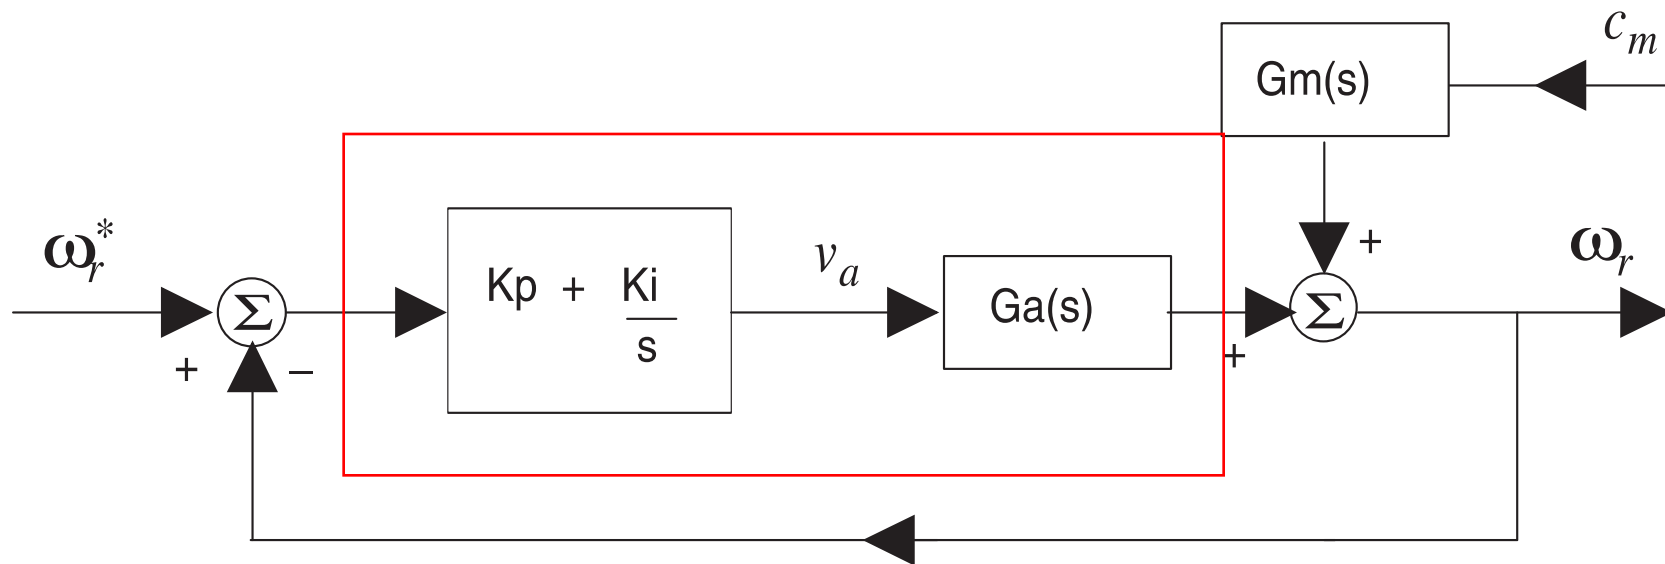 c_m
Gm(s)
+
ω_r^*
Σ
+
−
Kp + Ki
s
v_a
Ga(s)
+
Σ
ω_r